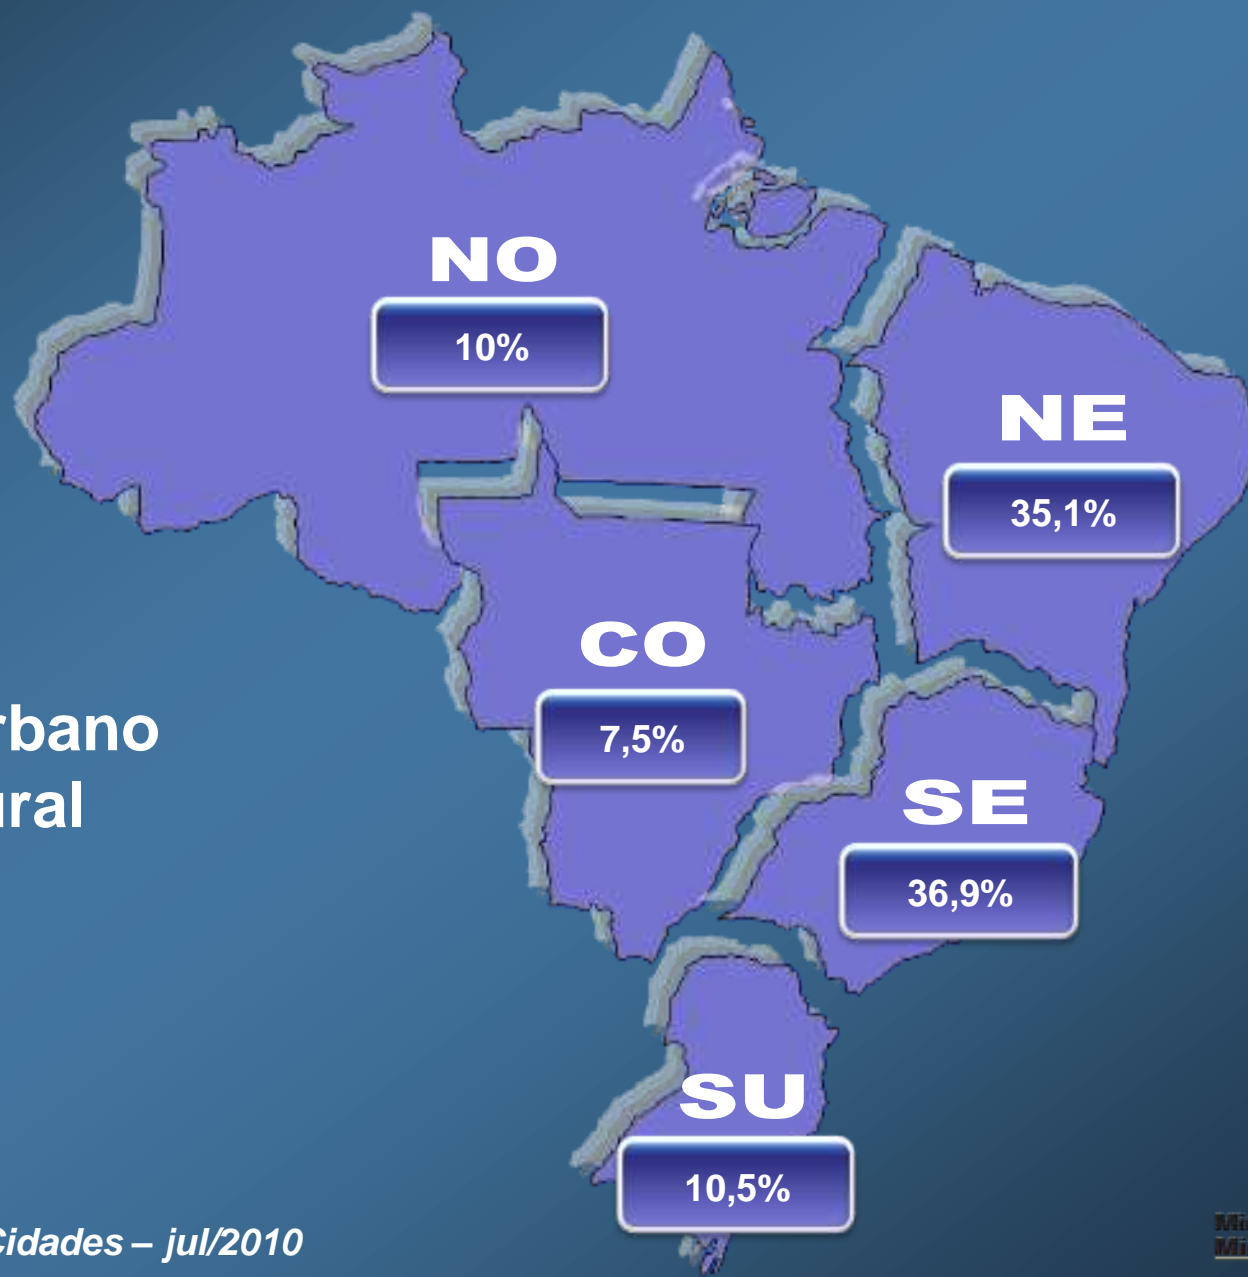 NO
10%
NE
35,1%
CO
7,5%
rbano
ural
SE
36,9%
SU
10,5%
Cidades – jul/2010